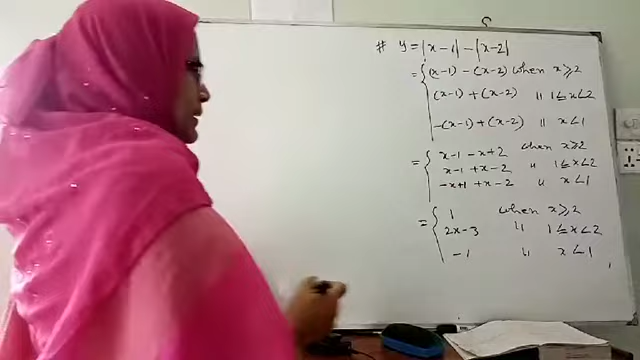 # y = |x-1| - |x-2|
= { (x-1) - (x-2) when x ≥ 2
(x-1) + (x-2) " 1 ≤ x < 2
-(x-1) + (x-2) " x < 1
= { x-1 - x+2 when x ≥ 2
x-1 + x-2 " 1 ≤ x < 2
-x+1 + x-2 " x < 1
= { 1 when x ≥ 2
2x-3 " 1 ≤ x < 2
-1 " x < 1